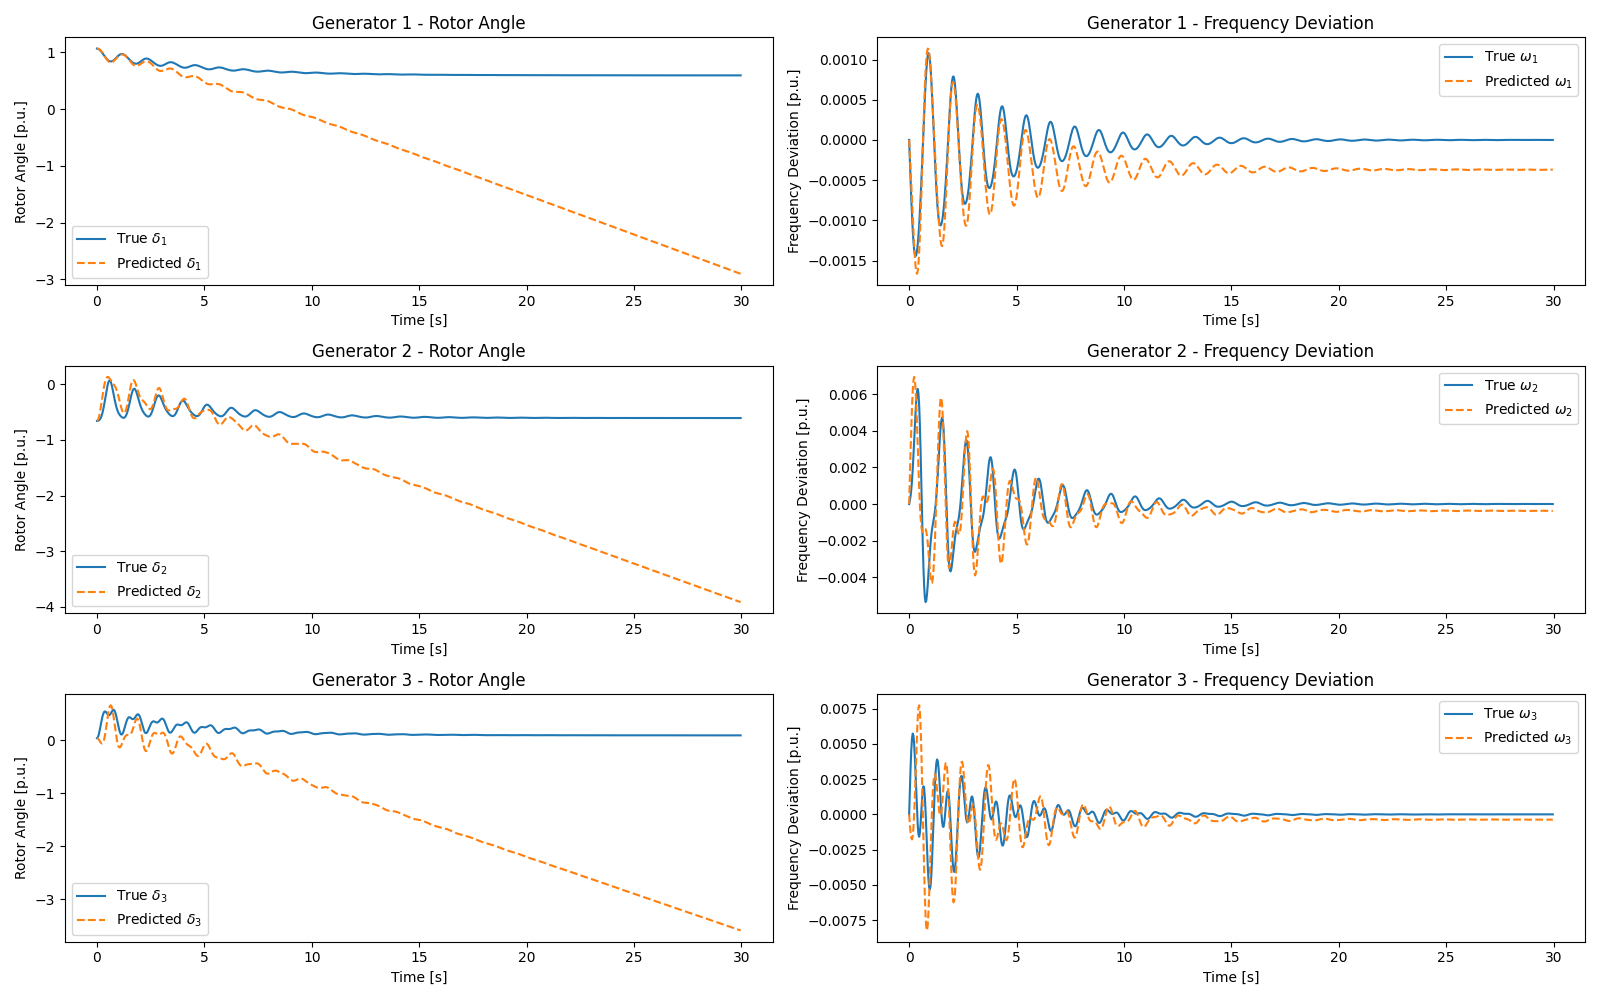 Generator 1 - Rotor Angle
Rotor Angle [p.u.]
1
0
−1
−2
−3
True δ1
Predicted δ1
0 5 10 15 20 25 30
Time [s]
Generator 1 - Frequency Deviation
Frequency Deviation [p.u.]
0.0010
0.0005
0.0000
−0.0005
−0.0010
−0.0015
True ω1
Predicted ω1
0 5 10 15 20 25 30
Time [s]
Generator 2 - Rotor Angle
Rotor Angle [p.u.]
0
−1
−2
−3
−4
True δ2
Predicted δ2
0 5 10 15 20 25 30
Time [s]
Generator 2 - Frequency Deviation
Frequency Deviation [p.u.]
0.006
0.004
0.002
0.000
−0.002
−0.004
True ω2
Predicted ω2
0 5 10 15 20 25 30
Time [s]
Generator 3 - Rotor Angle
Rotor Angle [p.u.]
0
−1
−2
−3
True δ3
Predicted δ3
0 5 10 15 20 25 30
Time [s]
Generator 3 - Frequency Deviation
Frequency Deviation [p.u.]
0.0075
0.0050
0.0025
0.0000
−0.0025
−0.0050
−0.0075
True ω3
Predicted ω3
0 5 10 15 20 25 30
Time [s]